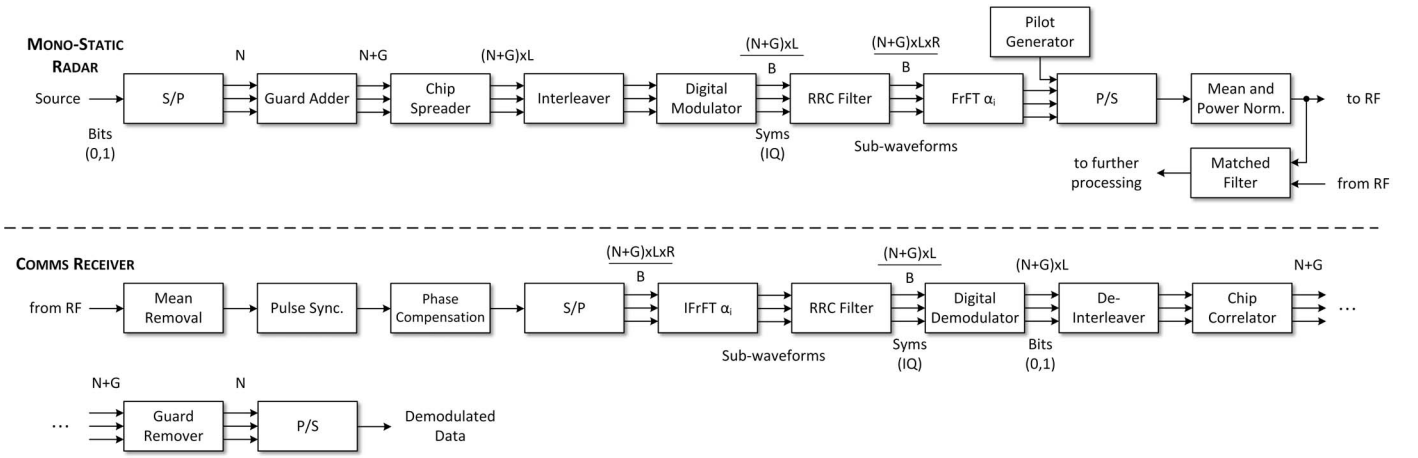 MONO-STATIC
RADAR
Source
Bits
(0,1)
S/P
N
Guard Adder
N+G
Chip
Spreader
(N+G)xL
Interleaver
Digital
Modulator
(N+G)xL
B
Syms
(IQ)
RRC Filter
(N+G)xLxR
B
Sub-waveforms
FrFT αi
Pilot
Generator
P/S
Mean and
Power Norm.
to RF
Matched
Filter
from RF
to further
processing
COMMS RECEIVER
from RF
Mean
Removal
Pulse Sync.
Phase
Compensation
S/P
(N+G)xLxR
B
IFrFT αi
Sub-waveforms
RRC Filter
(N+G)xL
B
Syms
(IQ)
Digital
Demodulator
(N+G)xL
Bits
(0,1)
De-
Interleaver
Chip
Correlator
N+G
...
...
N+G
Guard
Remover
N
P/S
Demodulated
Data